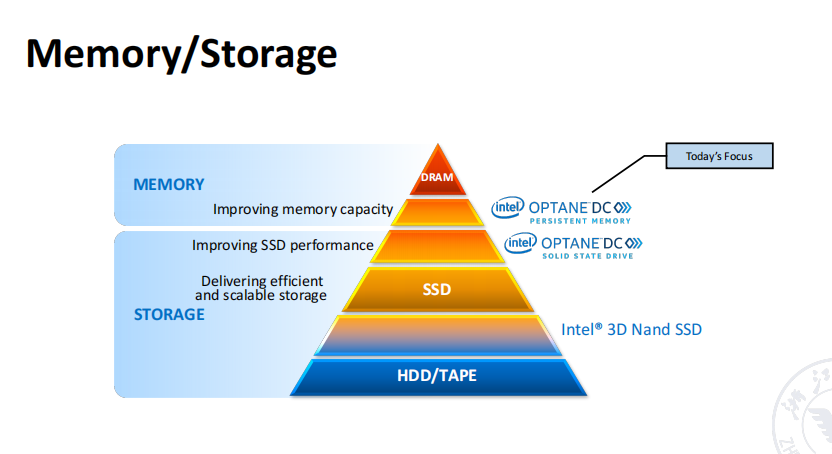 Memory/Storage
Today's Focus
MEMORY
DRAM
Improving memory capacity
intel OPTANE DC
PERSISTENT MEMORY
Improving SSD performance
intel OPTANE DC
SOLID STATE DRIVE
Delivering efficient
and scalable storage
SSD
STORAGE
Intel® 3D Nand SSD
HDD/TAPE